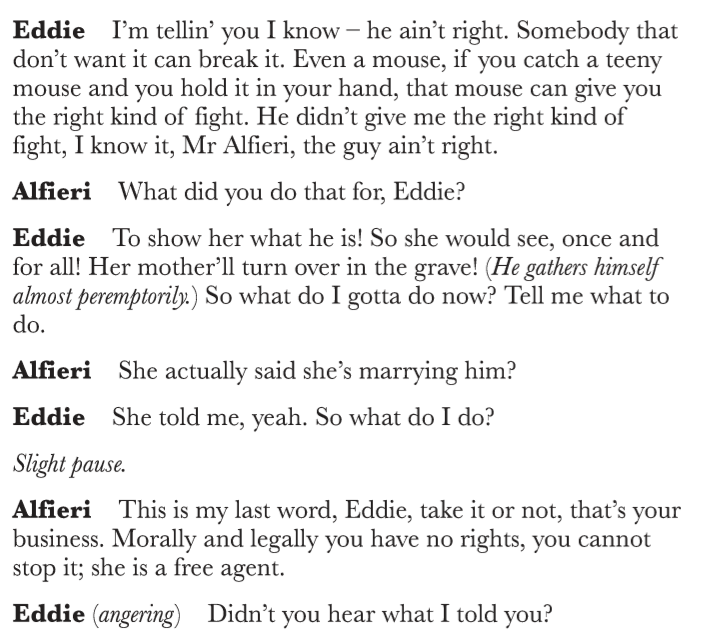 Eddie I'm tellin' you I know – he ain't right. Somebody that
don't want it can break it. Even a mouse, if you catch a teeny
mouse and you hold it in your hand, that mouse can give you
the right kind of fight. He didn't give me the right kind of
fight, I know it, Mr Alfieri, the guy ain't right.
Alfieri What did you do that for, Eddie?
Eddie To show her what he is! So she would see, once and
for all! Her mother'll turn over in the grave! (He gathers himself
almost peremptorily.) So what do I gotta do now? Tell me what to
do.
Alfieri She actually said she's marrying him?
Eddie She told me, yeah. So what do I do?
Slight pause.
Alfieri This is my last word, Eddie, take it or not, that's your
business. Morally and legally you have no rights, you cannot
stop it; she is a free agent.
Eddie (angering) Didn't you hear what I told you?